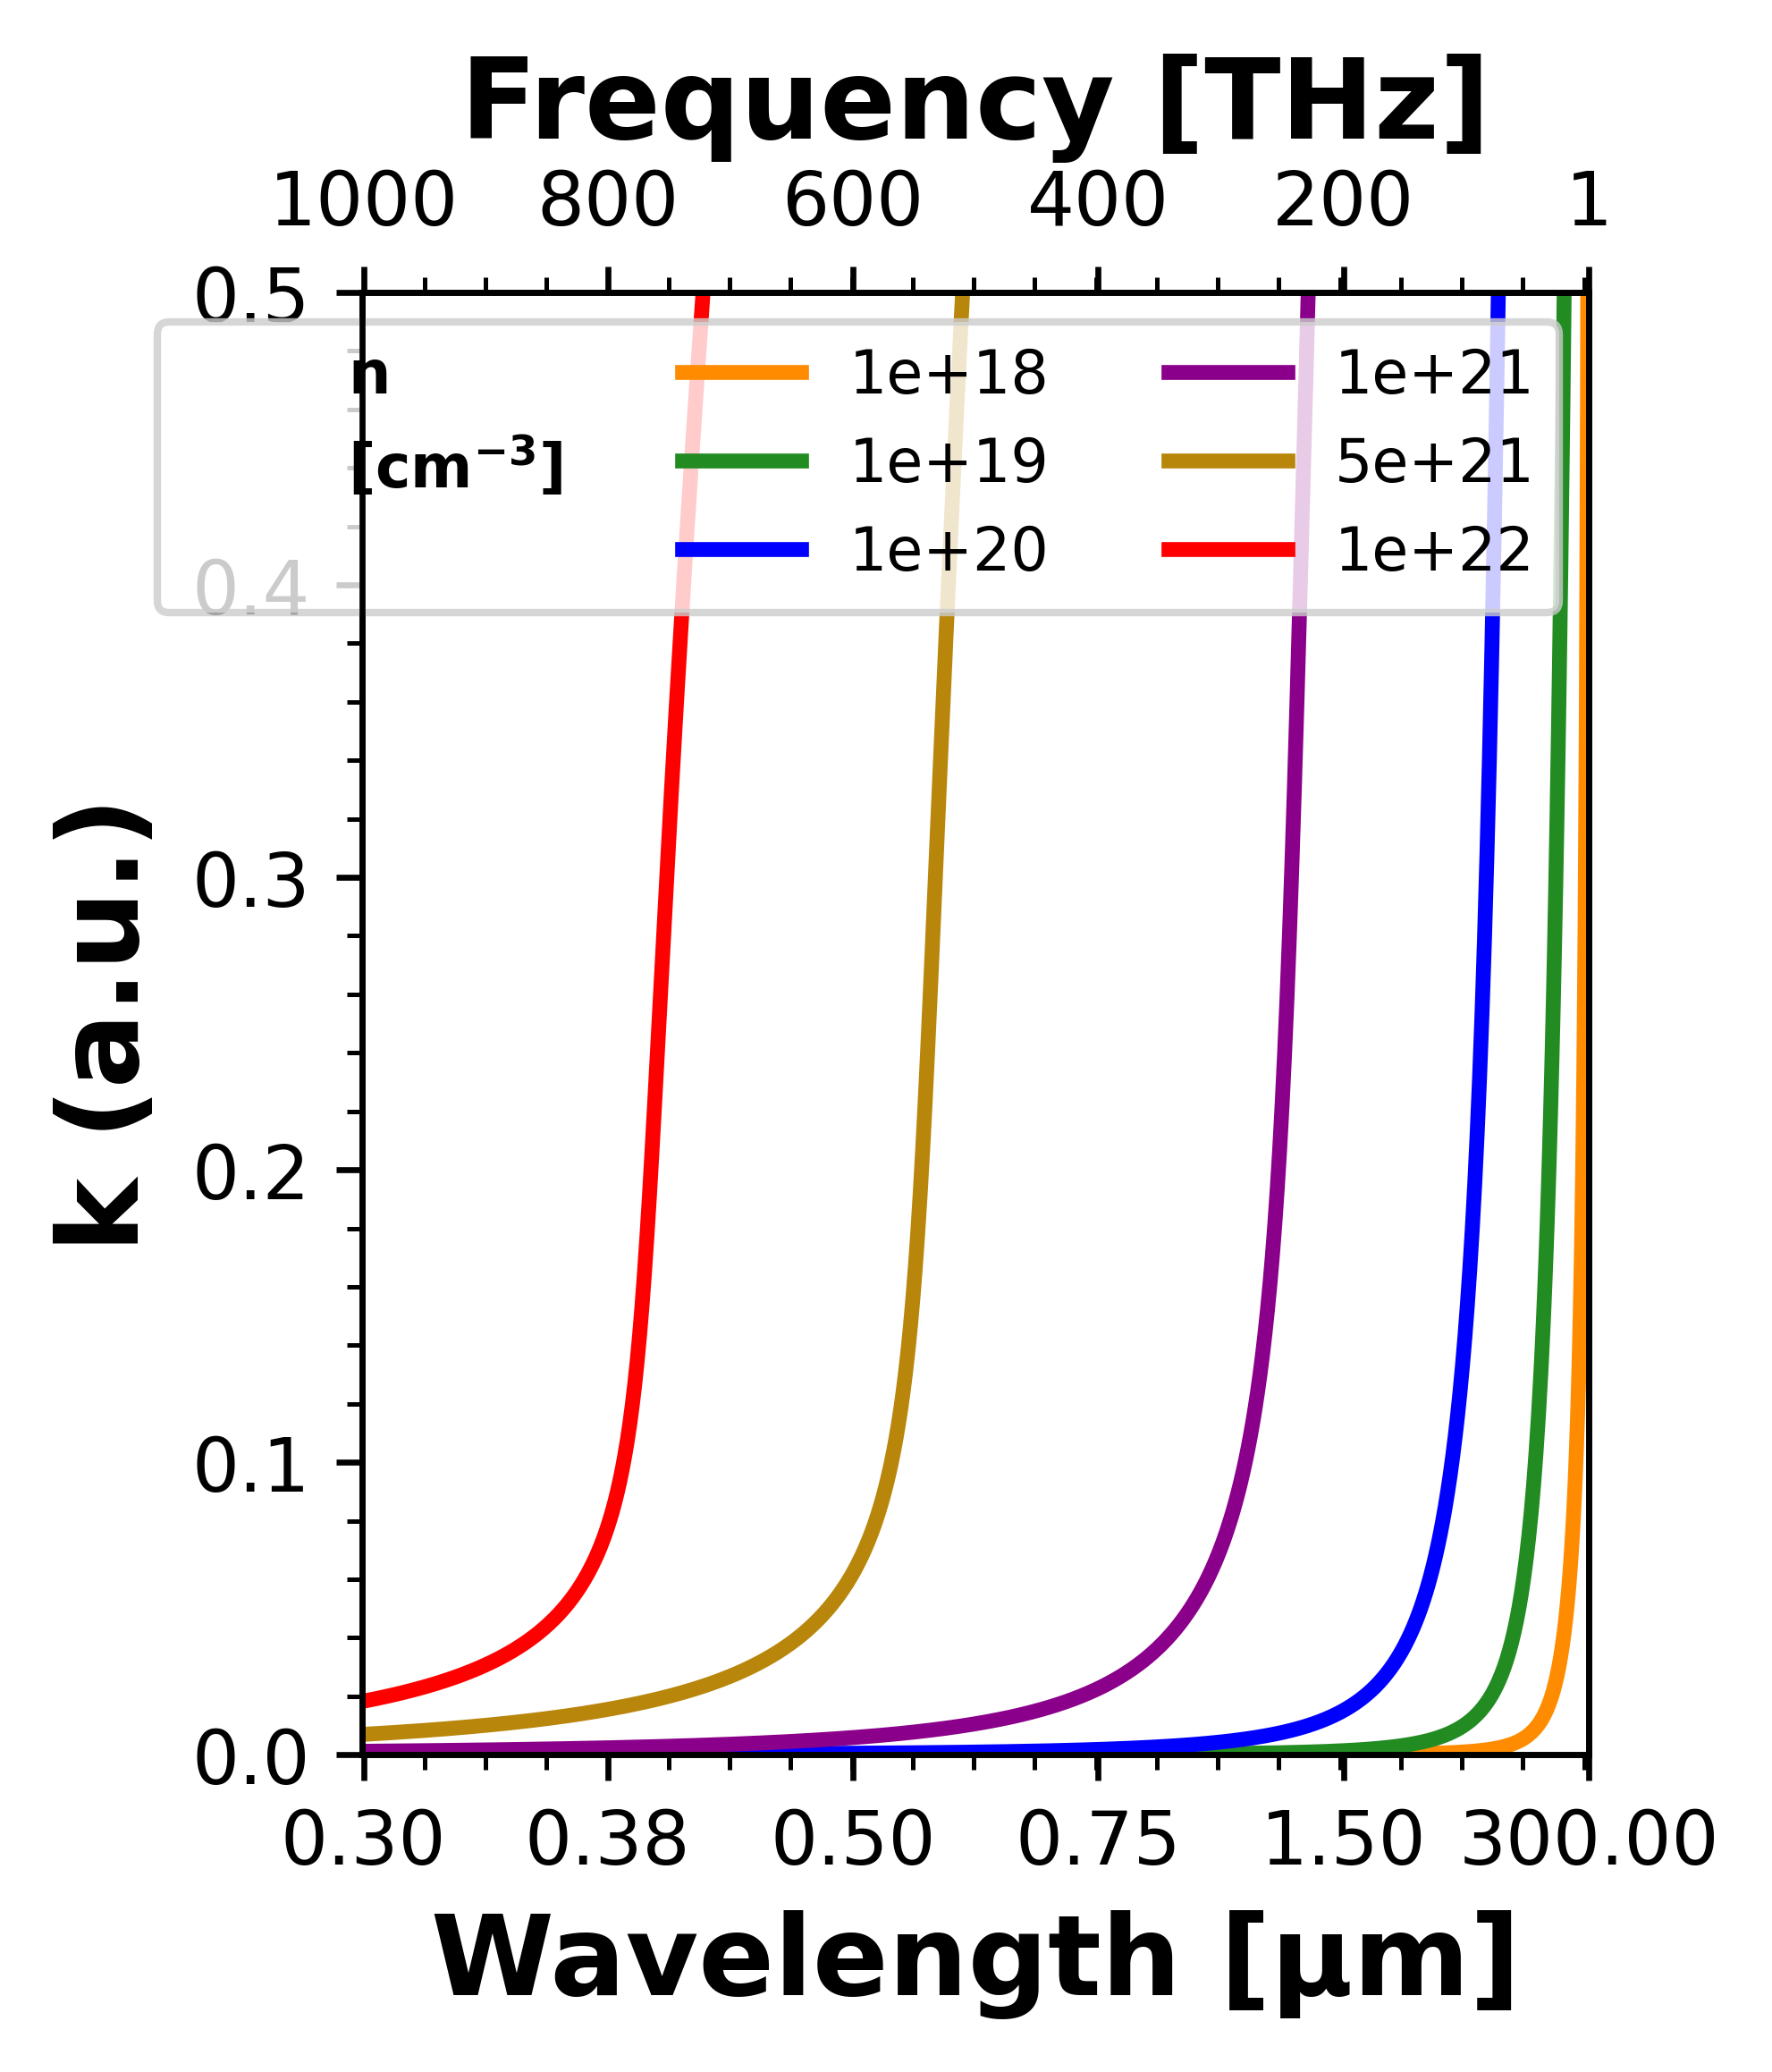 Frequency [THz]
1000 800 600 400 200 1
0.5
n 1e+18 1e+21
[cm⁻³] 1e+19 5e+21
1e+20 1e+22
0.4
0.3
0.2
0.1
0.0
k (a.u.)
0.30 0.38 0.50 0.75 1.50 300.00
Wavelength [μm]